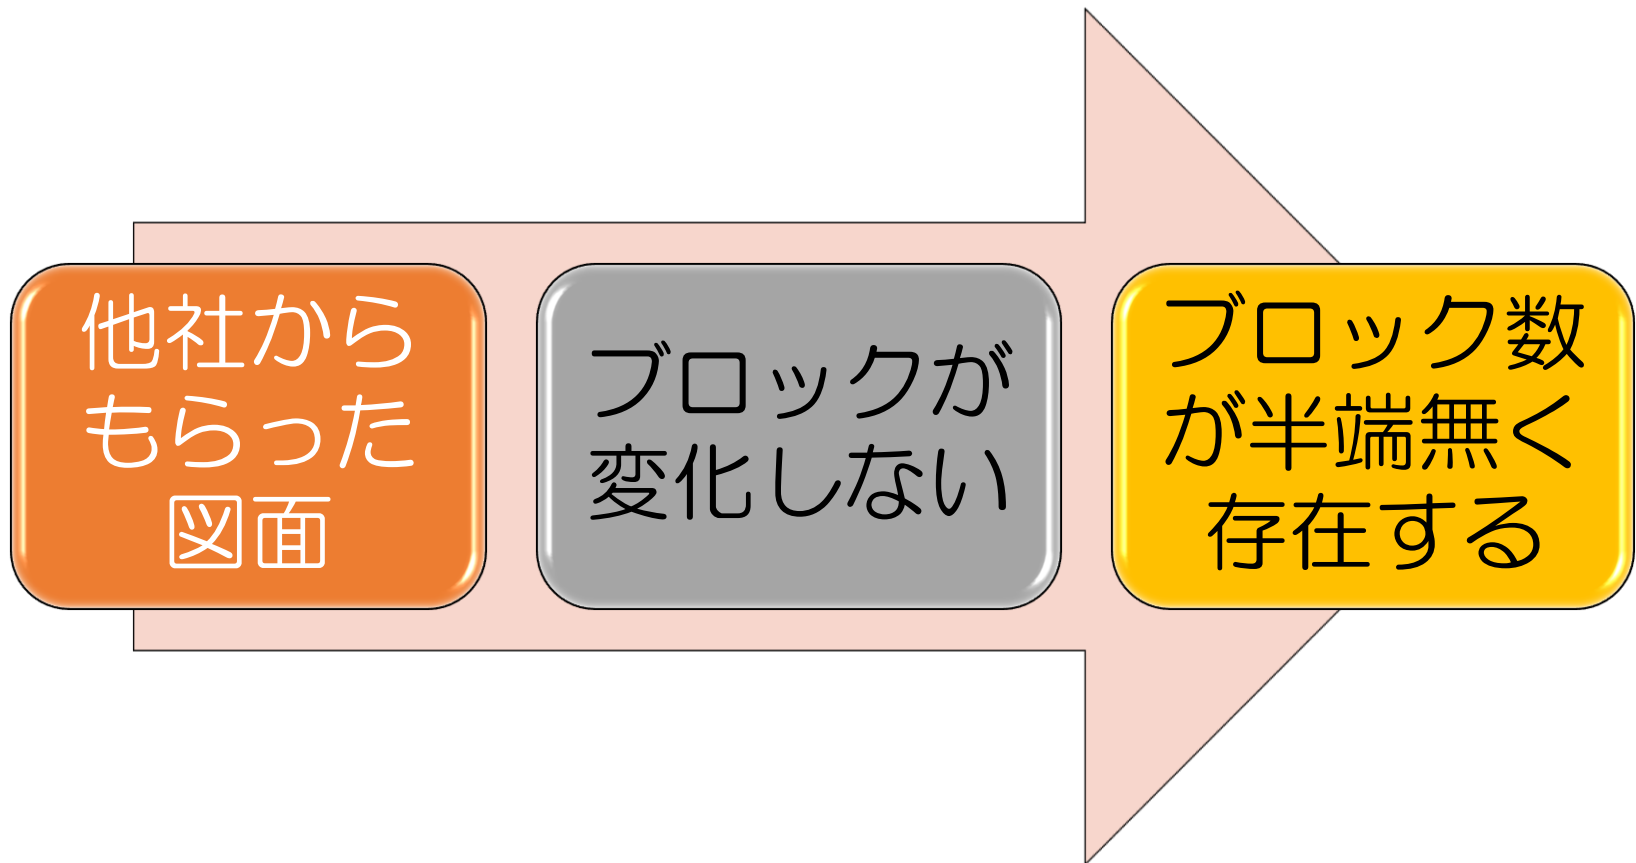 他社から
もらった
図面
ブロックが
変化しない
ブロック数
が半端無く
存在する